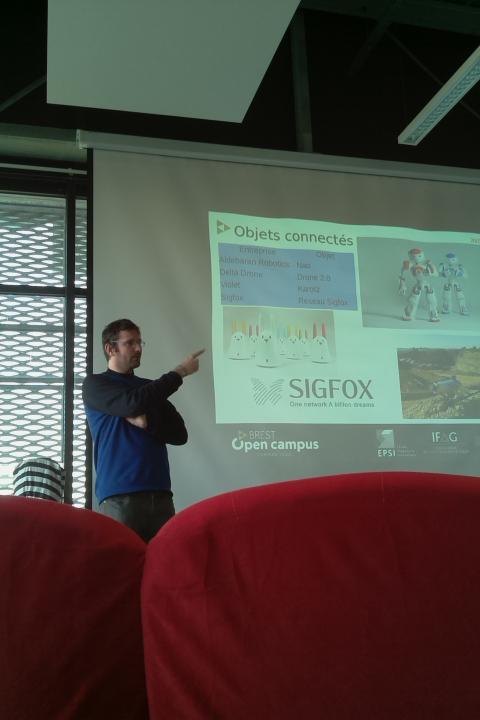 Objets connectés
Entreprise Objet
Aldebaran Robotics Nao
Delta Drone Drone 2.0
Violet Karotz
Sigfox Reseau Sigfox
SIGFOX
One network A billion dreams
BREST
Open campus
EPSI
IFAG